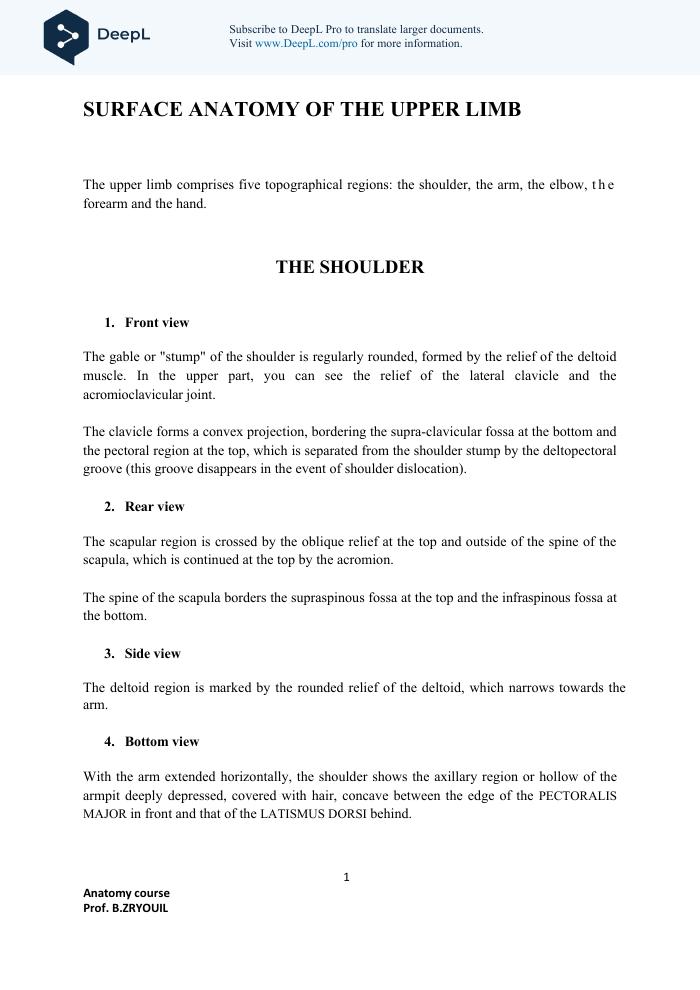 DeepL
Subscribe to DeepL Pro to translate larger documents.
Visit www.DeepL.com/pro for more information.
SURFACE ANATOMY OF THE UPPER LIMB
The upper limb comprises five topographical regions: the shoulder, the arm, the elbow, the
forearm and the hand.
THE SHOULDER
1. Front view
The gable or "stump" of the shoulder is regularly rounded, formed by the relief of the deltoid
muscle. In the upper part, you can see the relief of the lateral clavicle and the
acromioclavicular joint.
The clavicle forms a convex projection, bordering the supra-clavicular fossa at the bottom and
the pectoral region at the top, which is separated from the shoulder stump by the deltopectoral
groove (this groove disappears in the event of shoulder dislocation).
2. Rear view
The scapular region is crossed by the oblique relief at the top and outside of the spine of the
scapula, which is continued at the top by the acromion.
The spine of the scapula borders the supraspinous fossa at the top and the infraspinous fossa at
the bottom.
3. Side view
The deltoid region is marked by the rounded relief of the deltoid, which narrows towards the
arm.
4. Bottom view
With the arm extended horizontally, the shoulder shows the axillary region or hollow of the
armpit deeply depressed, covered with hair, concave between the edge of the PECTORALIS
MAJOR in front and that of the LATISMUS DORSI behind.
1
Anatomy course
Prof. B.ZRYOUIL